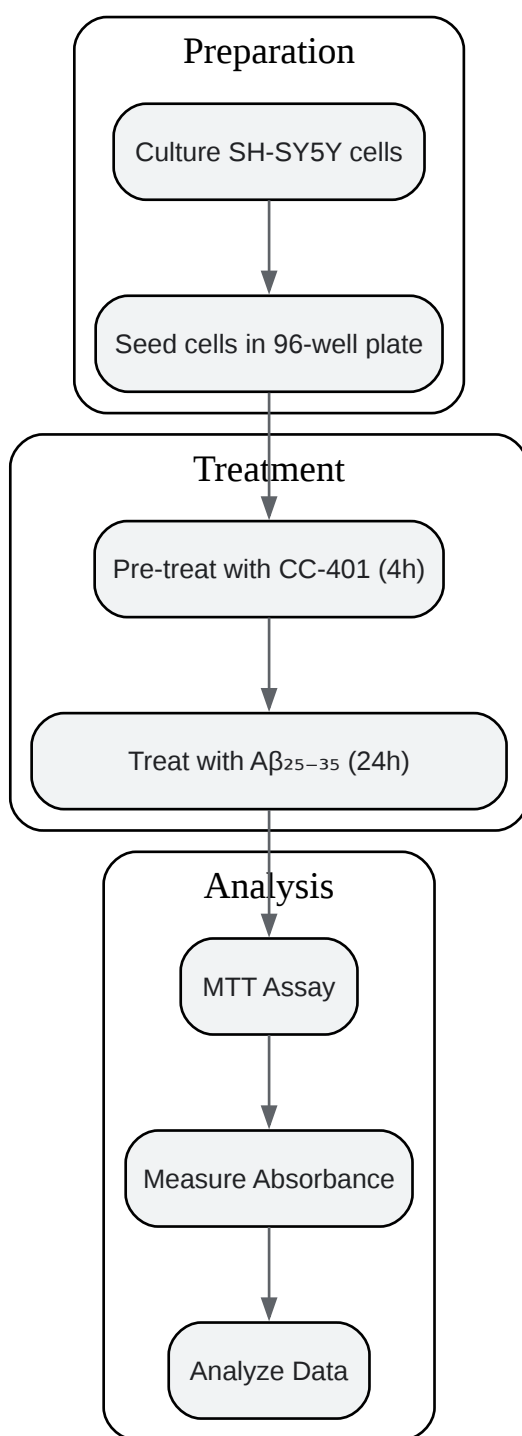 Preparation
Culture SH-SY5Y cells
Seed cells in 96-well plate
Treatment
Pre-treat with CC-401 (4h)
Treat with Aβ₂₅₋₃₅ (24h)
Analysis
MTT Assay
Measure Absorbance
Analyze Data